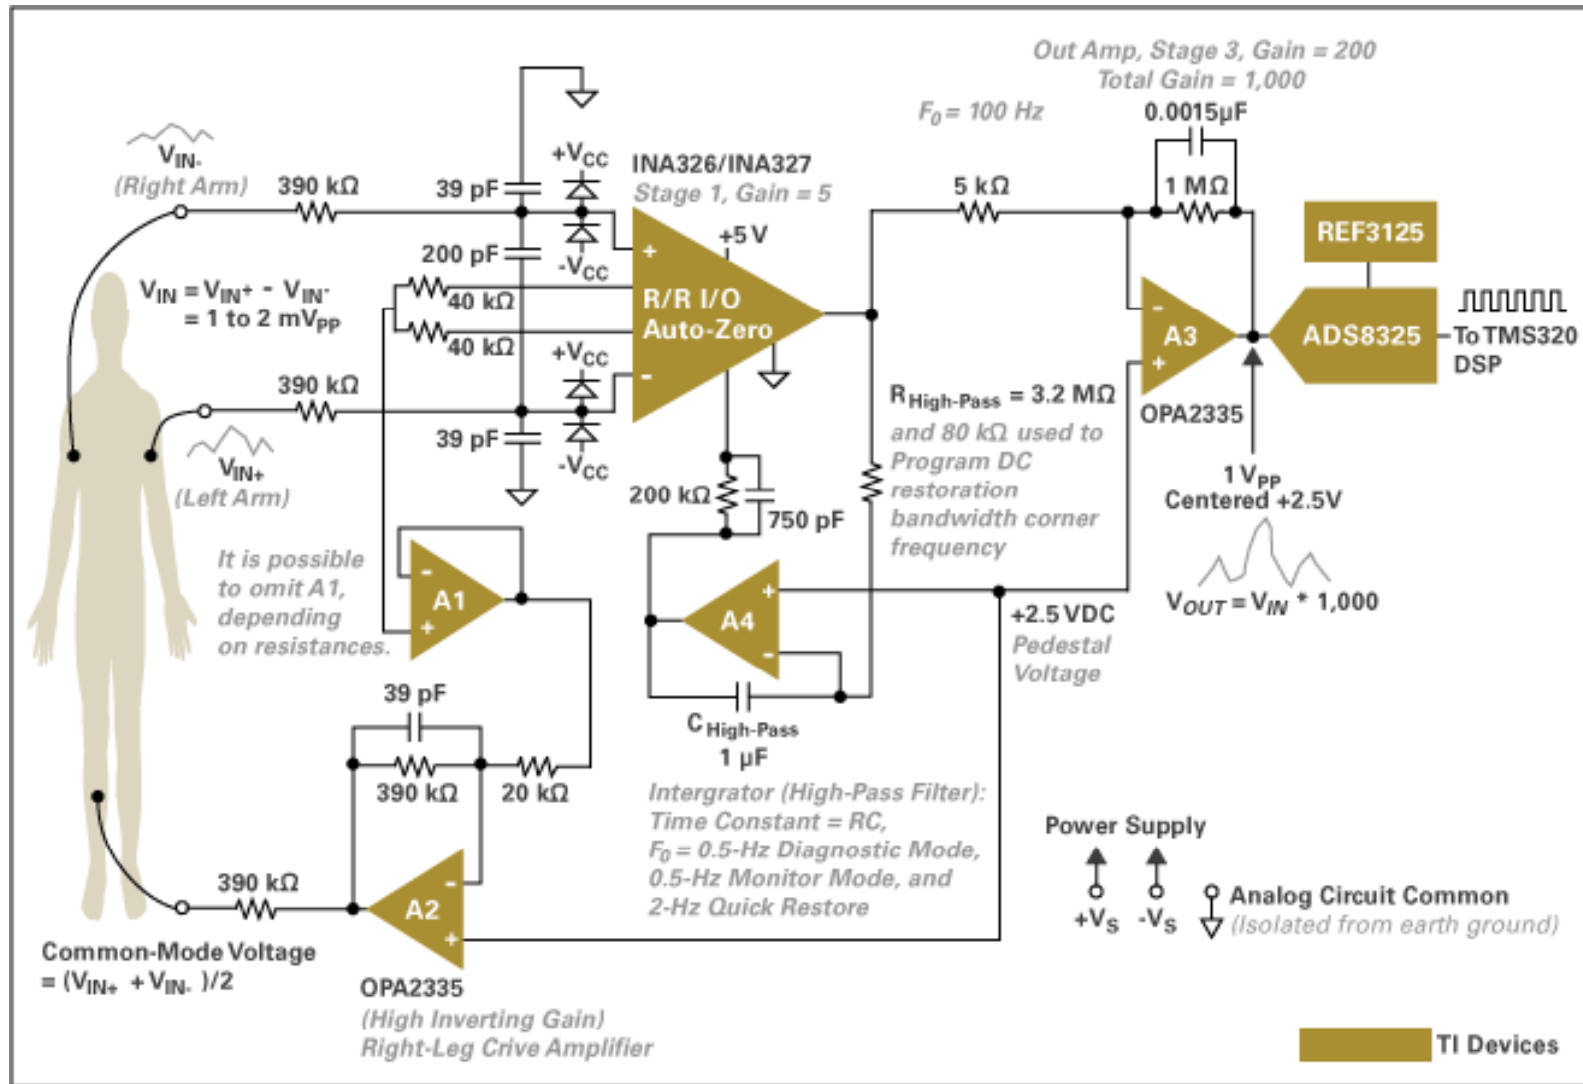 Out Amp, Stage 3, Gain = 200
Total Gain = 1,000
F0 = 100 Hz
0.0015µF
1 MΩ
5 kΩ
VIN-
(Right Arm)
390 kΩ
39 pF
+VCC
-VCC
INA326/INA327
Stage 1, Gain = 5
+5 V
+
R/R I/O
Auto-Zero
-
200 pF
40 kΩ
40 kΩ
VIN = VIN+ - VIN-
= 1 to 2 mVPP
390 kΩ
+VCC
-VCC
39 pF
VIN+
(Left Arm)
REF3125
ADS8325
To TMS320
DSP
-
A3
+
OPA2335
RHigh-Pass = 3.2 MΩ
and 80 kΩ used to
Program DC
restoration
bandwidth corner
frequency
1 VPP
Centered +2.5V
VOUT = VIN * 1,000
200 kΩ
750 pF
It is possible
to omit A1,
depending
on resistances.
-
A1
+
+
A4
-
+2.5 VDC
Pedestal
Voltage
CHigh-Pass
1 µF
39 pF
390 kΩ
20 kΩ
Intergrator (High-Pass Filter):
Time Constant = RC,
F0 = 0.5-Hz Diagnostic Mode,
0.5-Hz Monitor Mode, and
2-Hz Quick Restore
390 kΩ
-
A2
+
Common-Mode Voltage
= (VIN+ + VIN- )/2
OPA2335
(High Inverting Gain)
Right-Leg Crive Amplifier
Power Supply
+VS
-VS
Analog Circuit Common
(Isolated from earth ground)
TI Devices